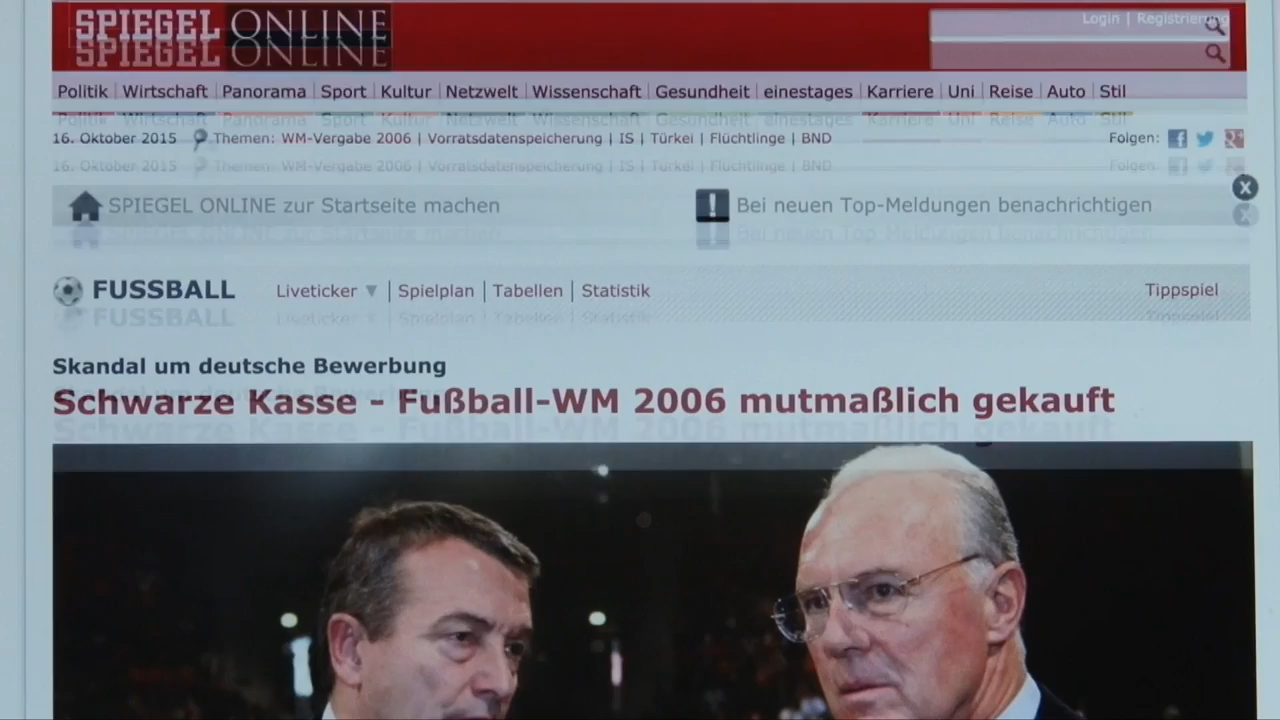 SPIEGEL ONLINE
Login | Registrierung
Politik | Wirtschaft | Panorama | Sport | Kultur | Netzwelt | Wissenschaft | Gesundheit | einestages | Karriere | Uni | Reise | Auto | Stil
16. Oktober 2015 Themen: WM-Vergabe 2006 | Vorratsdatenspeicherung | IS | Türkei | Flüchtlinge | BND Folgen:
SPIEGEL ONLINE zur Startseite machen Bei neuen Top-Meldungen benachrichtigen
FUSSBALL Liveticker | Spielplan | Tabellen | Statistik Tippspiel
Skandal um deutsche Bewerbung
Schwarze Kasse - Fußball-WM 2006 mutmaßlich gekauft